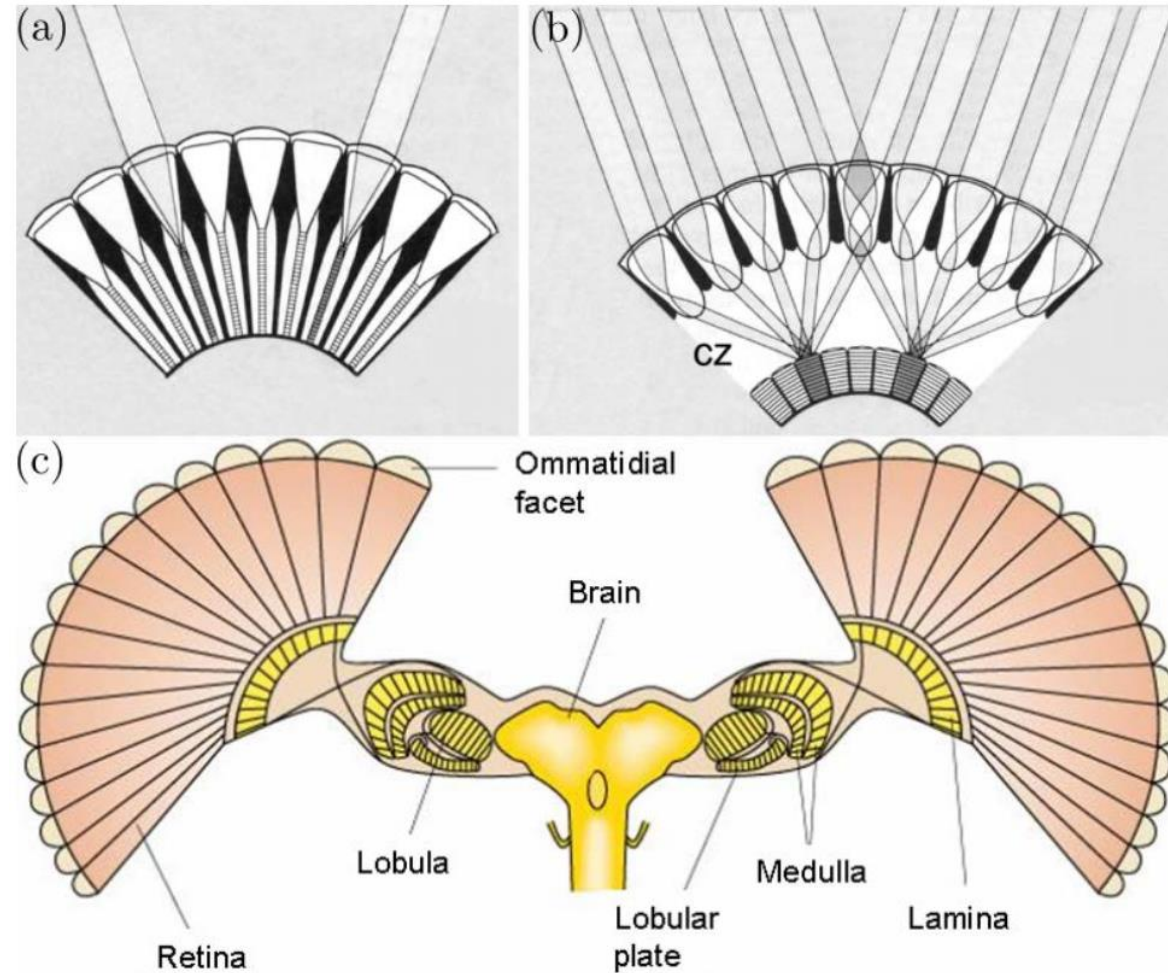 (a)
(b)
cz
(c)
Ommatidial
facet
Brain
Lobula
Medulla
Lobular
plate
Lamina
Retina